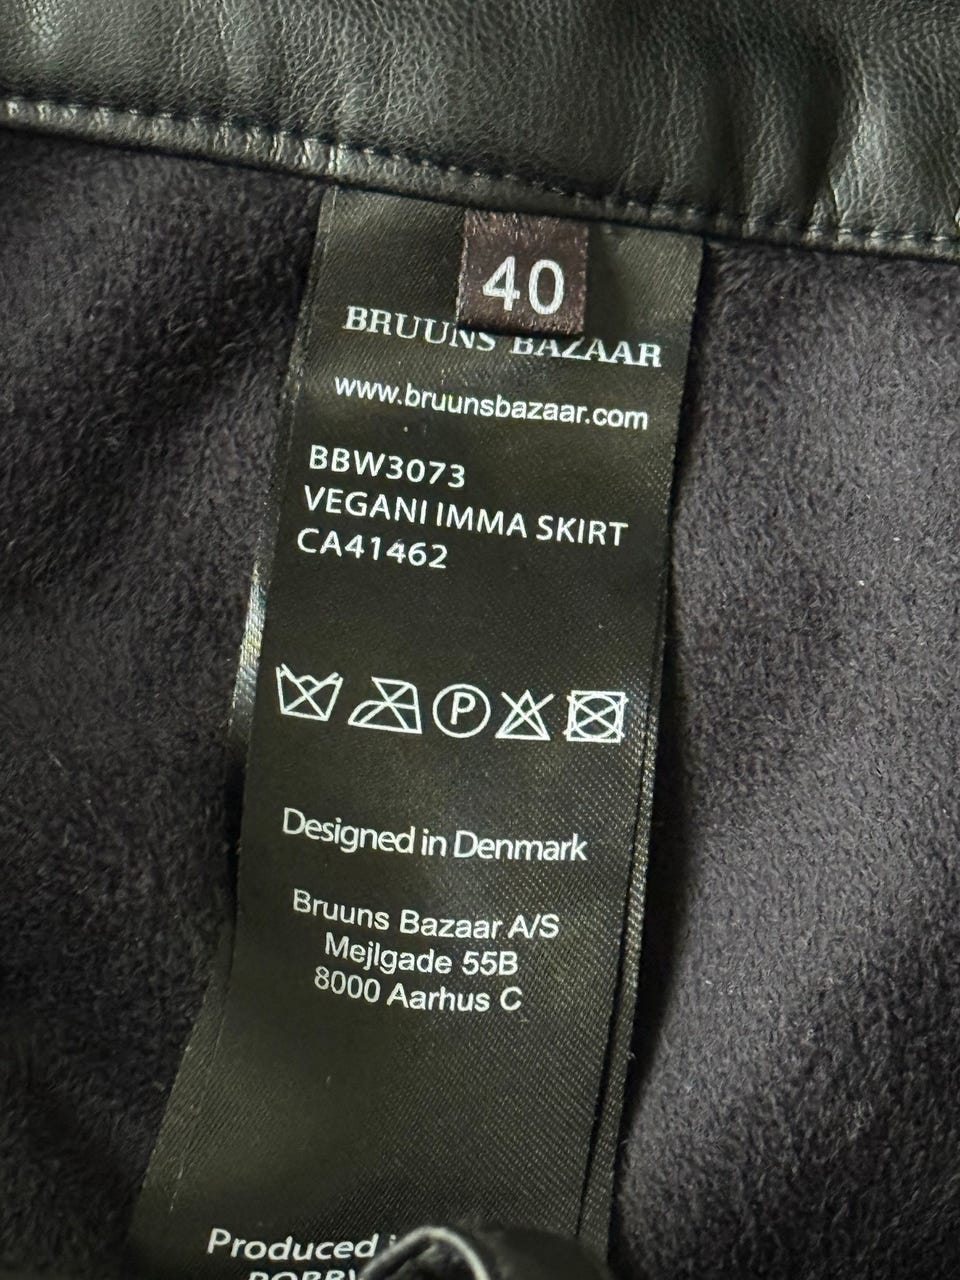 40
BRUUNS BAZAAR
www.bruunsbazaar.com
BBW3073
VEGANI IMMA SKIRT
CA41462
P
Designed in Denmark
Bruuns Bazaar A/S
Mejlgade 55B
8000 Aarhus C
Produced